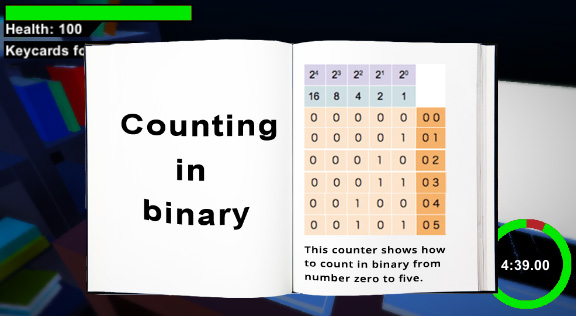 Health: 100
Keycards fo
Counting
in
binary
2⁴ 2³ 2² 2¹ 2⁰
16 8 4 2 1
0 0 0 0 0 00
0 0 0 0 1 01
0 0 0 1 0 02
0 0 0 1 1 03
0 0 1 0 0 04
0 0 1 0 1 05
This counter shows how
to count in binary from
number zero to five.
4:39.00